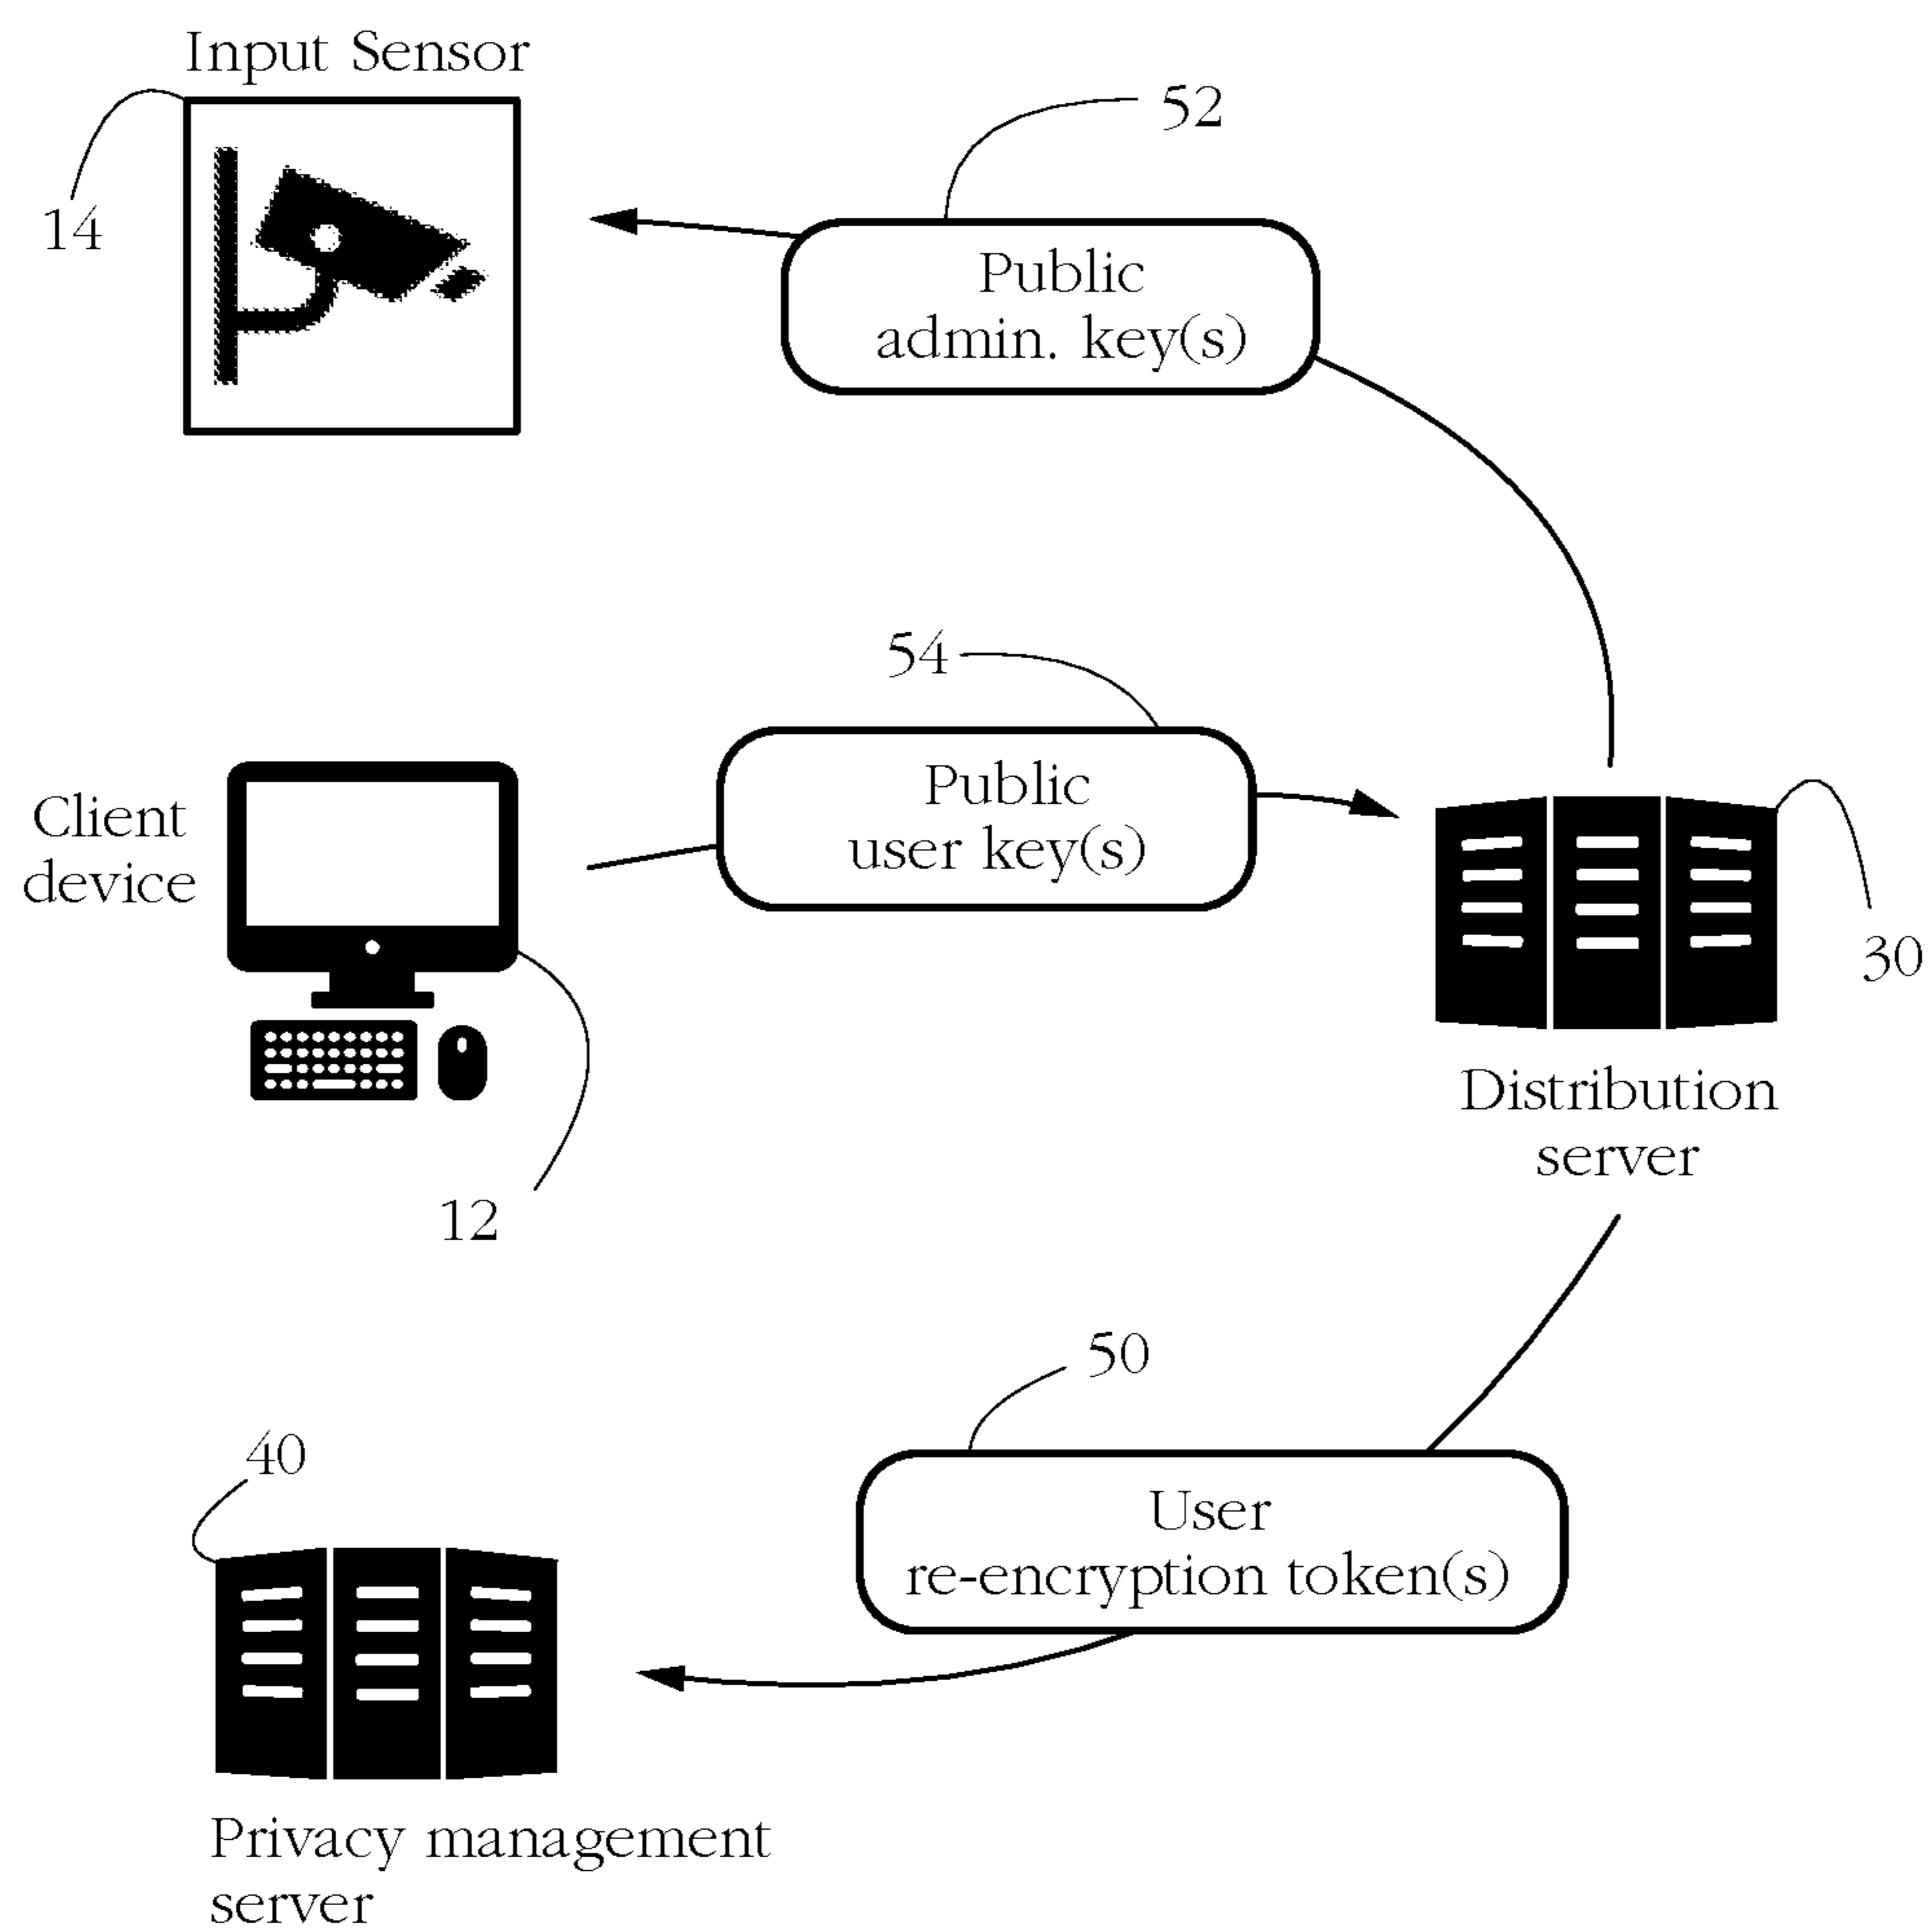 Input Sensor
52
14
Public
admin. key(s)
54
Public
user key(s)
Client
device
30
Distribution
server
12
50
40
User
re-encryption token(s)
Privacy management
server